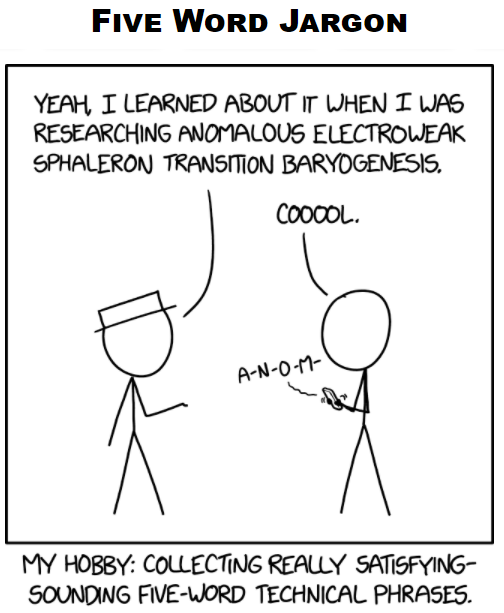 FIVE WORD JARGON
YEAH, I LEARNED ABOUT IT WHEN I WAS
RESEARCHING ANOMALOUS ELECTROWEAK
SPHALERON TRANSITION BARYOGENESIS.
COOOOL.
A-N-O-M-
MY HOBBY: COLLECTING REALLY SATISFYING-
SOUNDING FIVE-WORD TECHNICAL PHRASES.